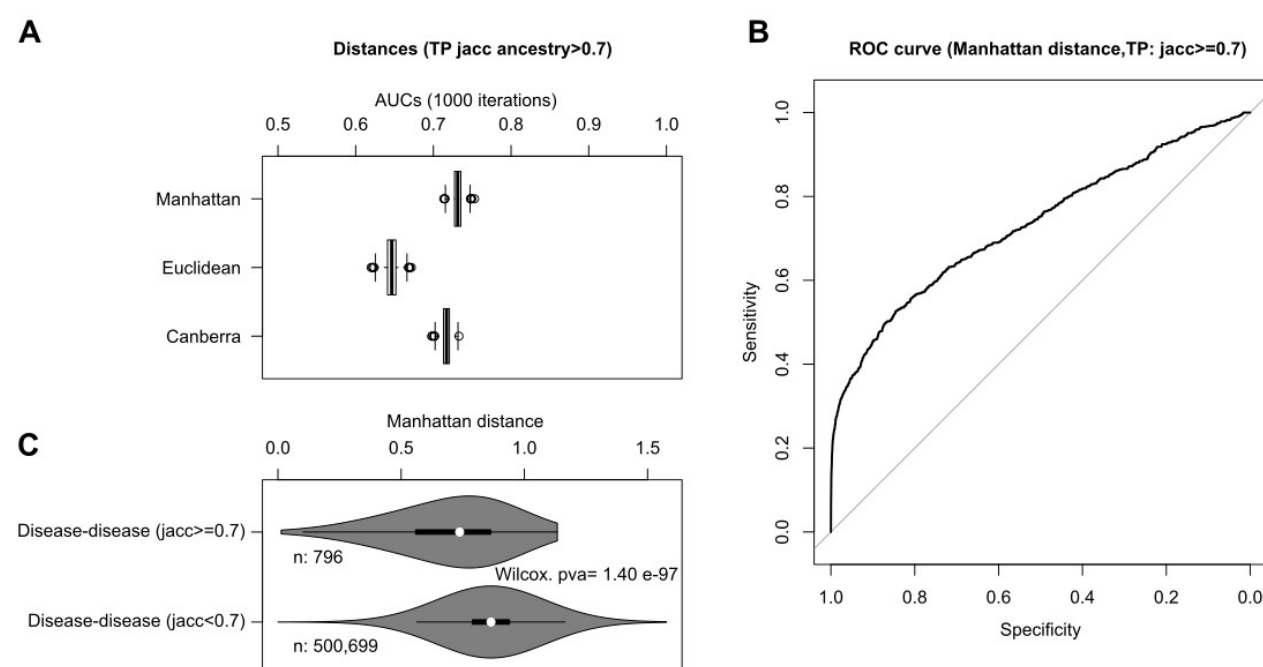 A
Distances (TP jacc ancestry>0.7)
AUCs (1000 iterations)
0.5 0.6 0.7 0.8 0.9 1.0
Manhattan
Euclidean
Canberra
B
ROC curve (Manhattan distance,TP: jacc>=0.7)
Sensitivity
1.0
0.8
0.6
0.4
0.2
0.0
1.0 0.8 0.6 0.4 0.2 0.0
Specificity
C
Manhattan distance
0.0 0.5 1.0 1.5
Disease-disease (jacc>=0.7)
n: 796
Wilcox. pva= 1.40 e-97
Disease-disease (jacc<0.7)
n: 500,699